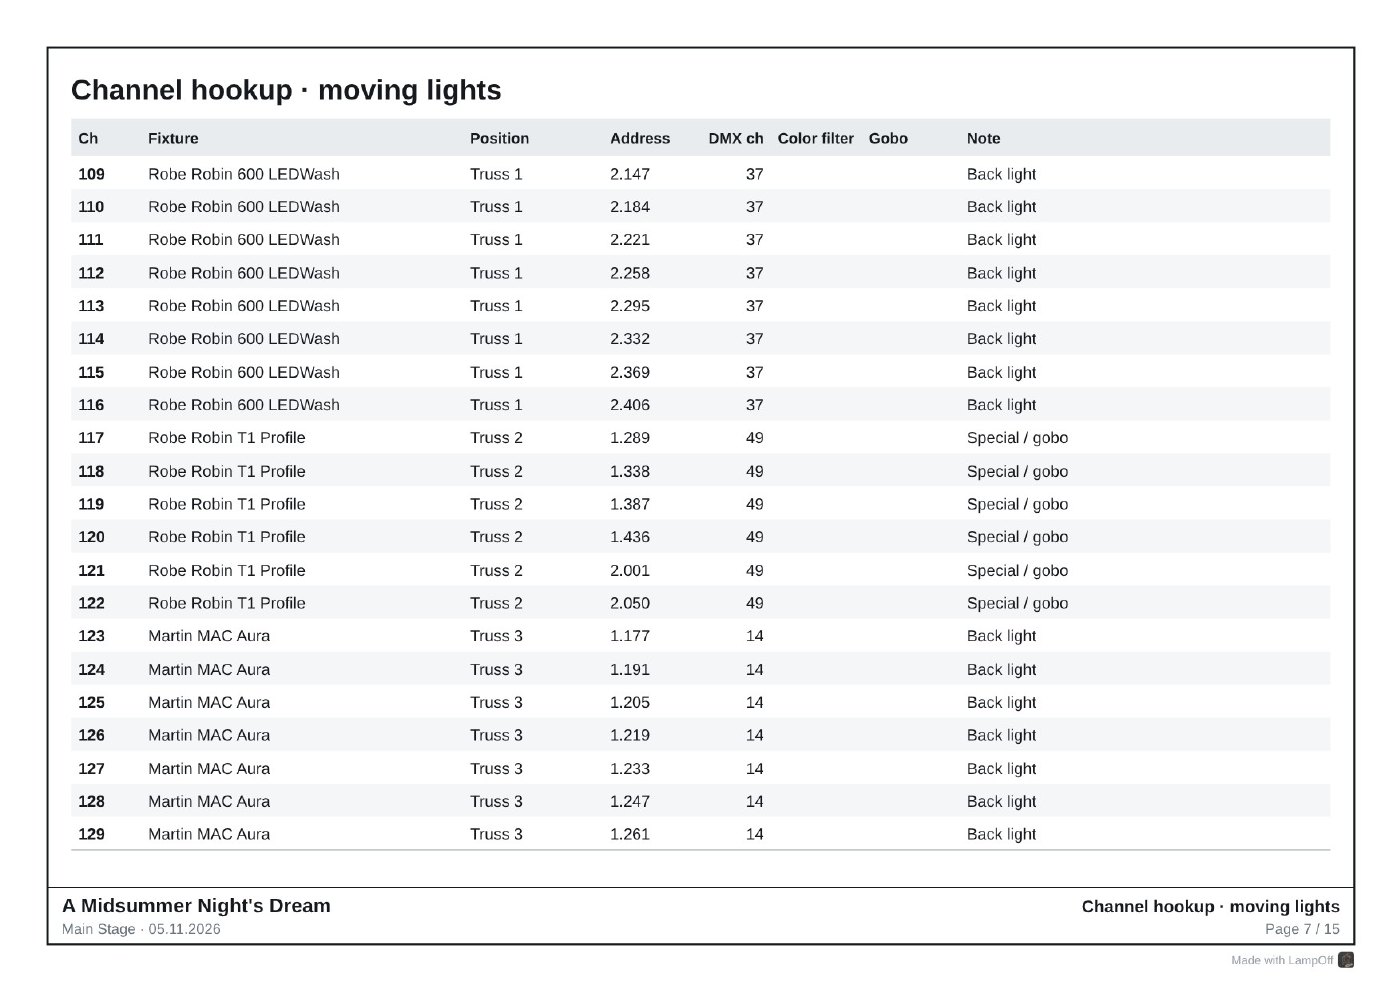 Channel hookup · moving lights
Ch Fixture Position Address DMX ch Color filter Gobo Note
109 Robe Robin 600 LEDWash Truss 1 2.147 37 Back light
110 Robe Robin 600 LEDWash Truss 1 2.184 37 Back light
111 Robe Robin 600 LEDWash Truss 1 2.221 37 Back light
112 Robe Robin 600 LEDWash Truss 1 2.258 37 Back light
113 Robe Robin 600 LEDWash Truss 1 2.295 37 Back light
114 Robe Robin 600 LEDWash Truss 1 2.332 37 Back light
115 Robe Robin 600 LEDWash Truss 1 2.369 37 Back light
116 Robe Robin 600 LEDWash Truss 1 2.406 37 Back light
117 Robe Robin T1 Profile Truss 2 1.289 49 Special / gobo
118 Robe Robin T1 Profile Truss 2 1.338 49 Special / gobo
119 Robe Robin T1 Profile Truss 2 1.387 49 Special / gobo
120 Robe Robin T1 Profile Truss 2 1.436 49 Special / gobo
121 Robe Robin T1 Profile Truss 2 2.001 49 Special / gobo
122 Robe Robin T1 Profile Truss 2 2.050 49 Special / gobo
123 Martin MAC Aura Truss 3 1.177 14 Back light
124 Martin MAC Aura Truss 3 1.191 14 Back light
125 Martin MAC Aura Truss 3 1.205 14 Back light
126 Martin MAC Aura Truss 3 1.219 14 Back light
127 Martin MAC Aura Truss 3 1.233 14 Back light
128 Martin MAC Aura Truss 3 1.247 14 Back light
129 Martin MAC Aura Truss 3 1.261 14 Back light
A Midsummer Night's Dream Channel hookup · moving lights
Main Stage · 05.11.2026 Page 7 / 15
Made with LampOff